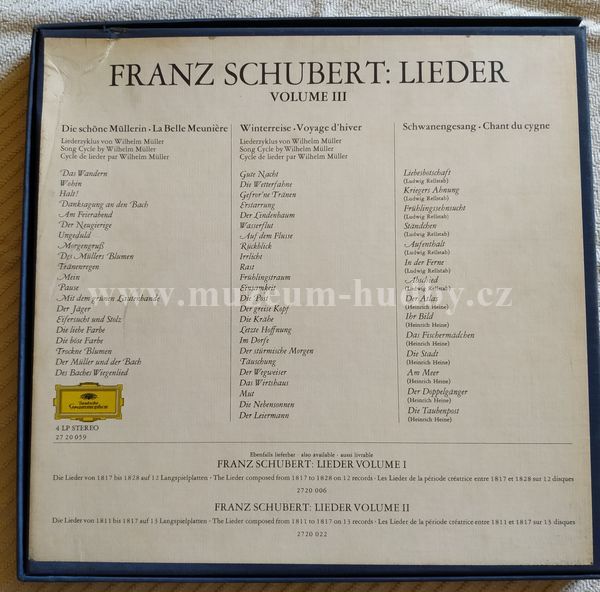 FRANZ SCHUBERT: LIEDER
VOLUME III
Die schöne Müllerin · La Belle Meunière
Liederzyklus von Wilhelm Müller
Song Cycle by Wilhelm Müller
Cycle de lieder par Wilhelm Müller
Das Wandern
Wohin
Halt!
Danksagung an den Bach
Am Feierabend
Der Neugierige
Ungeduld
Morgengruß
Des Müllers Blumen
Tränenregen
Mein
Pause
Mit dem grünen Lautenbande
Der Jäger
Eifersucht und Stolz
Die liebe Farbe
Die böse Farbe
Trockne Blumen
Der Müller und der Bach
Des Baches Wiegenlied
Winterreise · Voyage d'hiver
Liederzyklus von Wilhelm Müller
Song Cycle by Wilhelm Müller
Cycle de lieder par Wilhelm Müller
Gute Nacht
Die Wetterfahne
Gefror'ne Tränen
Erstarrung
Der Lindenbaum
Wasserflut
Auf dem Flusse
Rückblick
Irrlicht
Rast
Frühlingstraum
Einsamkeit
Die Post
Der greise Kopf
Die Krähe
Letzte Hoffnung
Im Dorfe
Der stürmische Morgen
Täuschung
Der Wegweiser
Das Wirtshaus
Mut
Die Nebensonnen
Der Leiermann
Schwanengesang · Chant du cygne
Liebesbotschaft
(Ludwig Rellstab)
Kriegers Ahnung
(Ludwig Rellstab)
Frühlingssehnsucht
(Ludwig Rellstab)
Ständchen
(Ludwig Rellstab)
Aufenthalt
(Ludwig Rellstab)
In der Ferne
(Ludwig Rellstab)
Abschied
(Ludwig Rellstab)
Der Atlas
(Heinrich Heine)
Ihr Bild
(Heinrich Heine)
Das Fischermädchen
(Heinrich Heine)
Die Stadt
(Heinrich Heine)
Am Meer
(Heinrich Heine)
Der Doppelgänger
(Heinrich Heine)
Die Taubenpost
(Heinrich Heine)
www.museum-hudby.cz
Deutsche
Grammophon
4 LP STEREO
27 20 059
Ebenfalls lieferbar · also available · aussi livrable
FRANZ SCHUBERT: LIEDER VOLUME I
Die Lieder von 1817 bis 1828 auf 12 Langspielplatten · The Lieder composed from 1817 to 1828 on 12 records · Les Lieder de la période créatrice entre 1817 et 1828 sur 12 disques
2720 006
FRANZ SCHUBERT: LIEDER VOLUME II
Die Lieder von 1811 bis 1817 auf 13 Langspielplatten · The Lieder composed from 1811 to 1817 on 13 records · Les Lieder de la période créatrice entre 1811 et 1817 sur 13 disques
2720 022